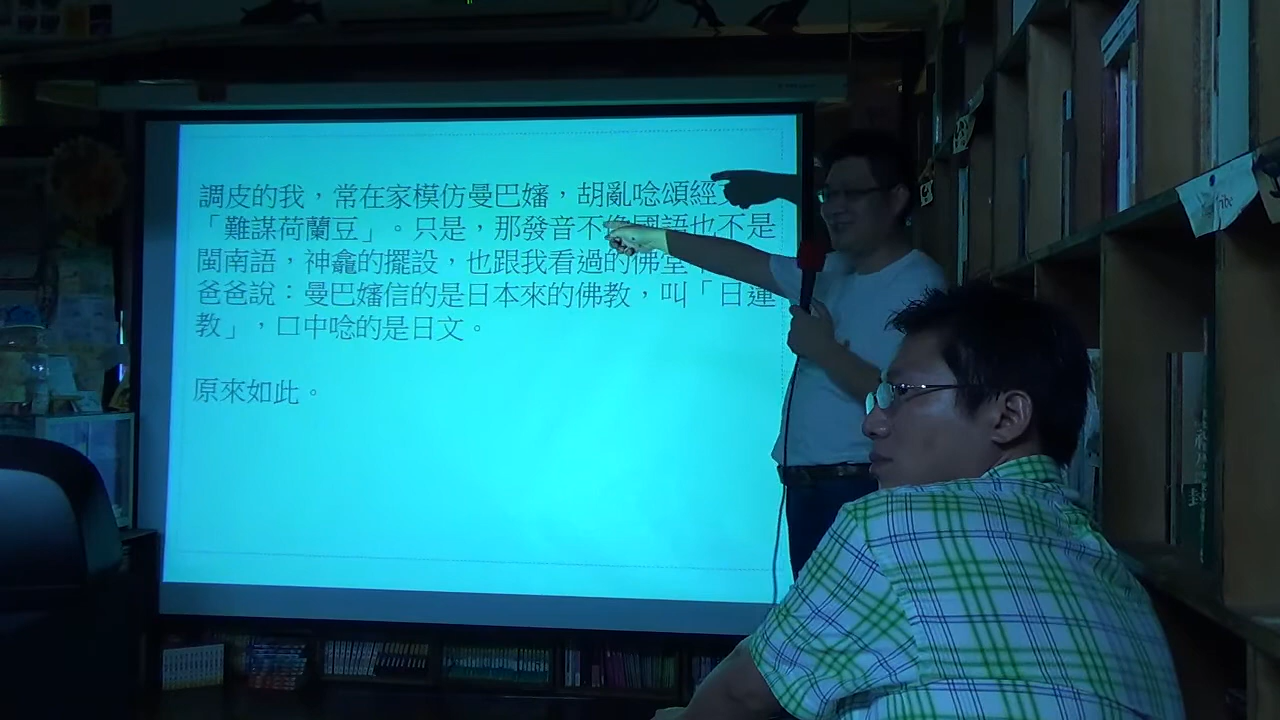 調皮的我，常在家模仿曼巴嬸，胡亂唸頌經
「難謀荷蘭豆」。只是，那發音不像國語也不是
閩南語，神龕的擺設，也跟我看過的佛堂
爸爸說：曼巴嬸信的是日本來的佛教，叫「日蓮
教」，口中唸的是日文。
原來如此。